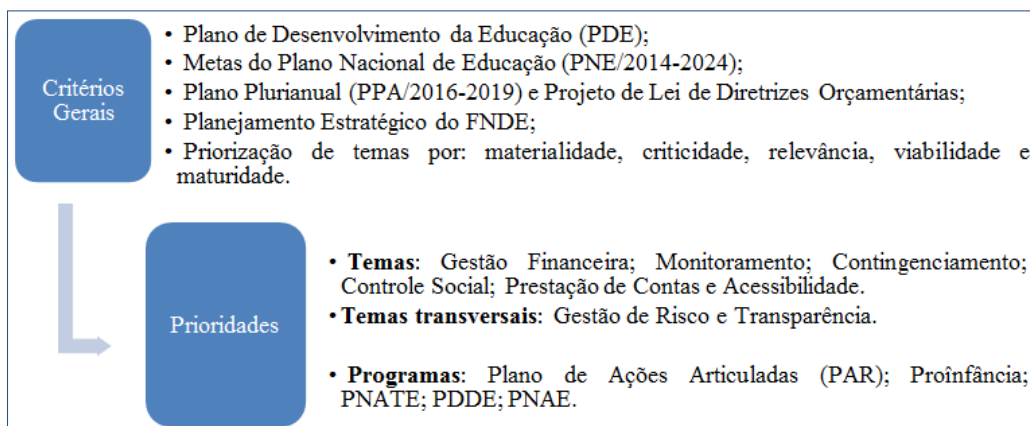 Critérios
Gerais
• Plano de Desenvolvimento da Educação (PDE);
• Metas do Plano Nacional de Educação (PNE/2014-2024);
• Plano Plurianual (PPA/2016-2019) e Projeto de Lei de Diretrizes Orçamentárias;
• Planejamento Estratégico do FNDE;
• Priorização de temas por: materialidade, criticidade, relevância, viabilidade e
maturidade.
Prioridades
• Temas: Gestão Financeira; Monitoramento; Contingenciamento;
Controle Social; Prestação de Contas e Acessibilidade.
• Temas transversais: Gestão de Risco e Transparência.
• Programas: Plano de Ações Articuladas (PAR); Proînfância;
PNATE; PDDE; PNAE.